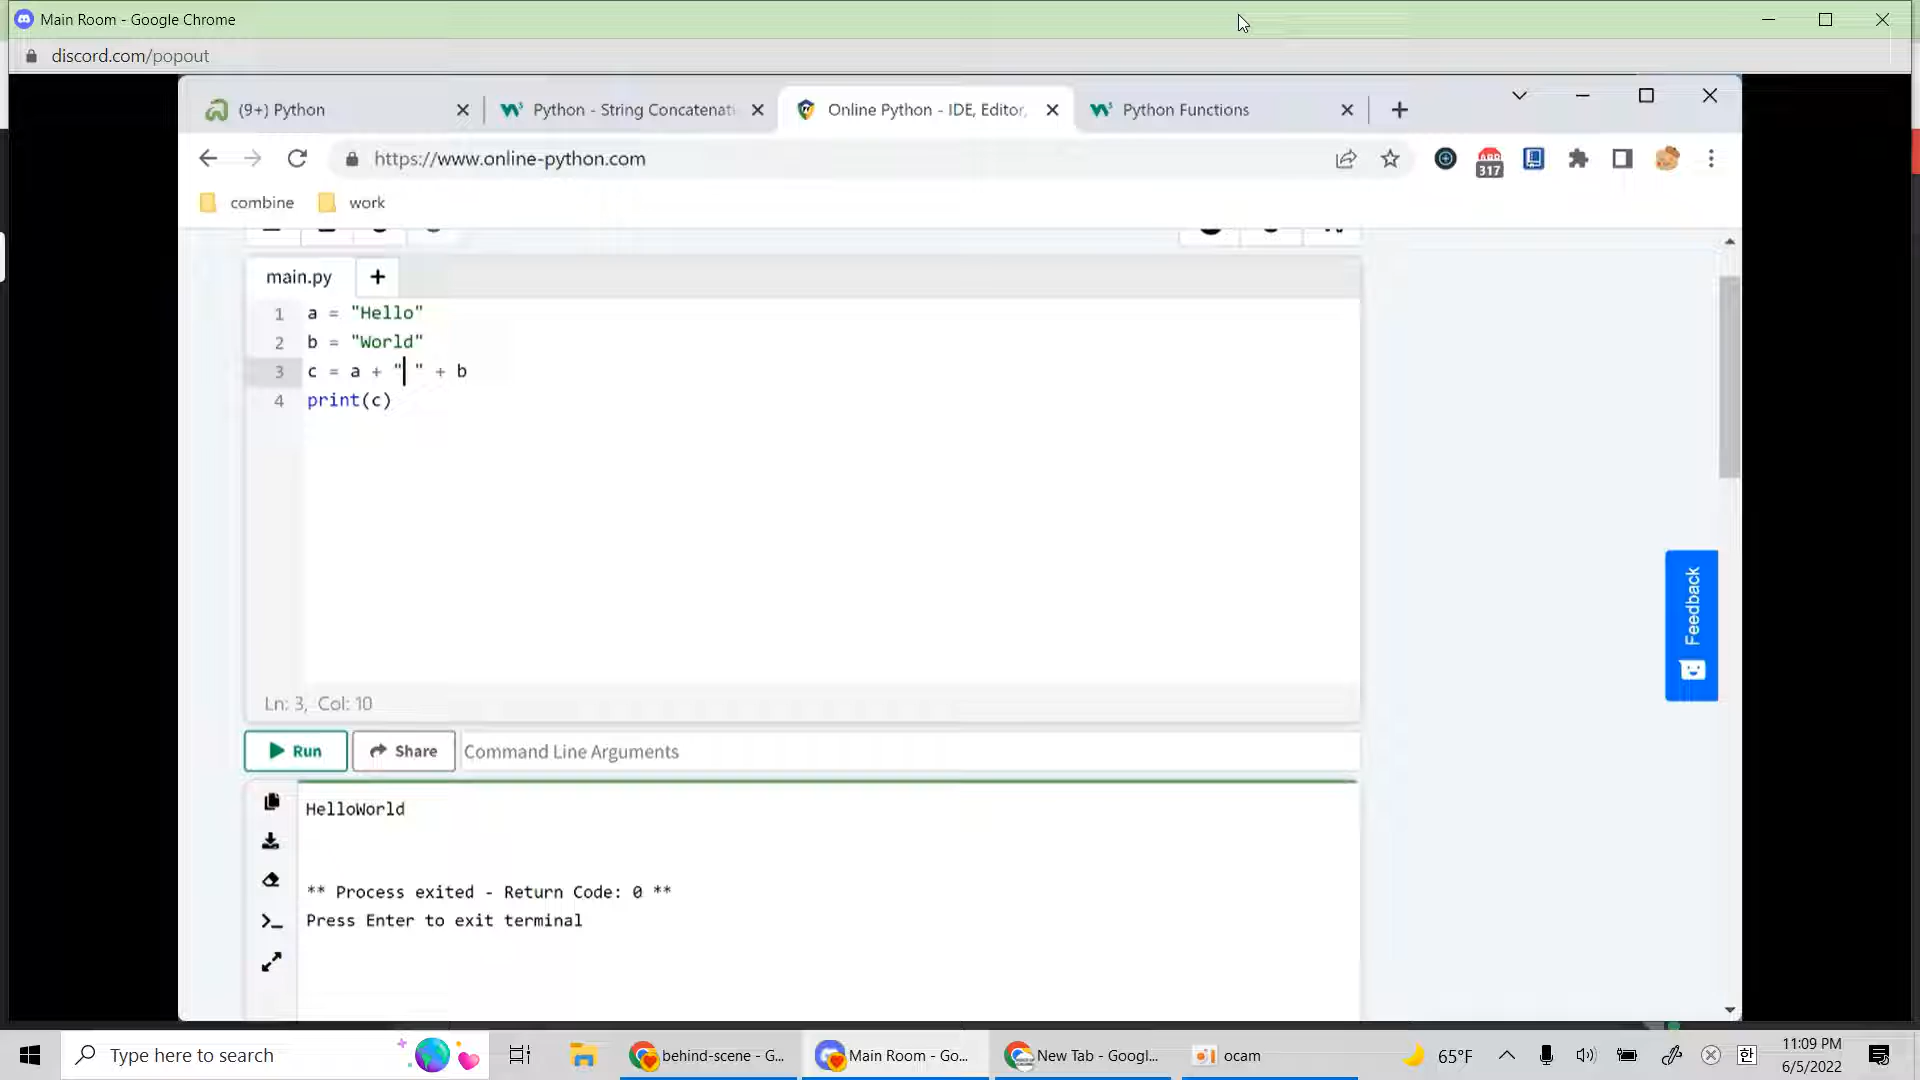 Main Room - Google Chrome
discord.com/popout
(9+) Python
Python - String Concatenati
Online Python - IDE, Editor,
Python Functions
https://www.online-python.com
ABP
317
combine
work
main.py
1 a = "Hello"
2 b = "World"
3 c = a + " " + b
4 print(c)
Ln: 3, Col: 10
Feedback
Run
Share
Command Line Arguments
HelloWorld
** Process exited - Return Code: 0 **
Press Enter to exit terminal
Type here to search
behind-scene - G...
Main Room - Go...
New Tab - Googl...
ocam
65°F
한
11:09 PM
6/5/2022